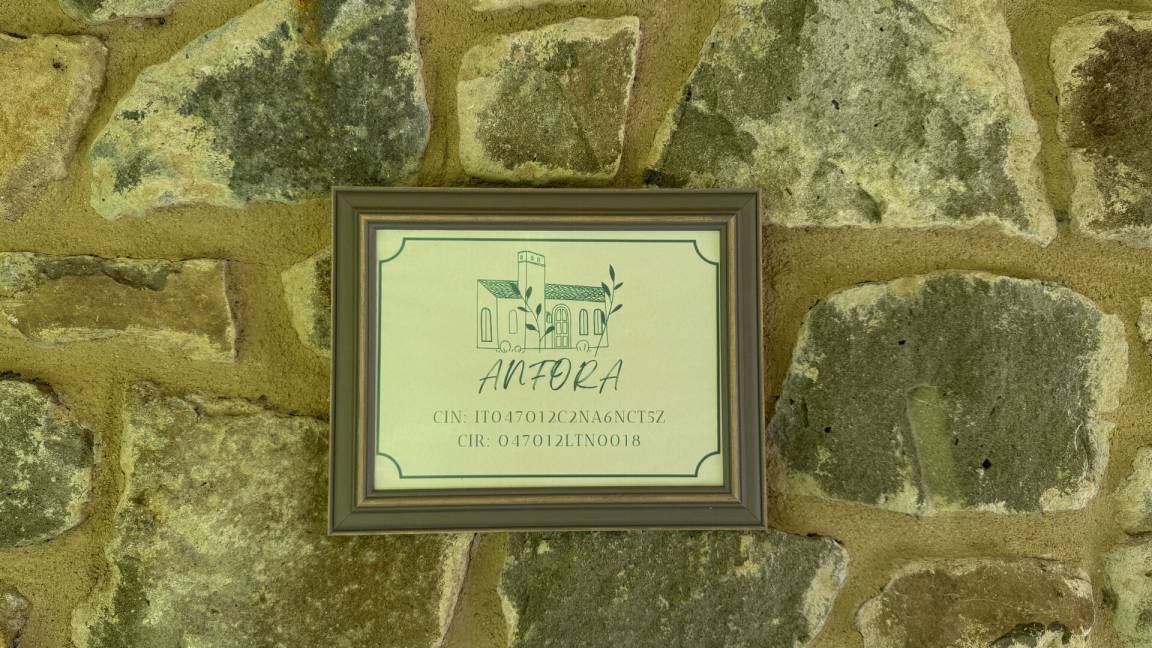 ANFORA
CIN: IT047012C2NA6NCT5Z
CIR: 047012LTN0018